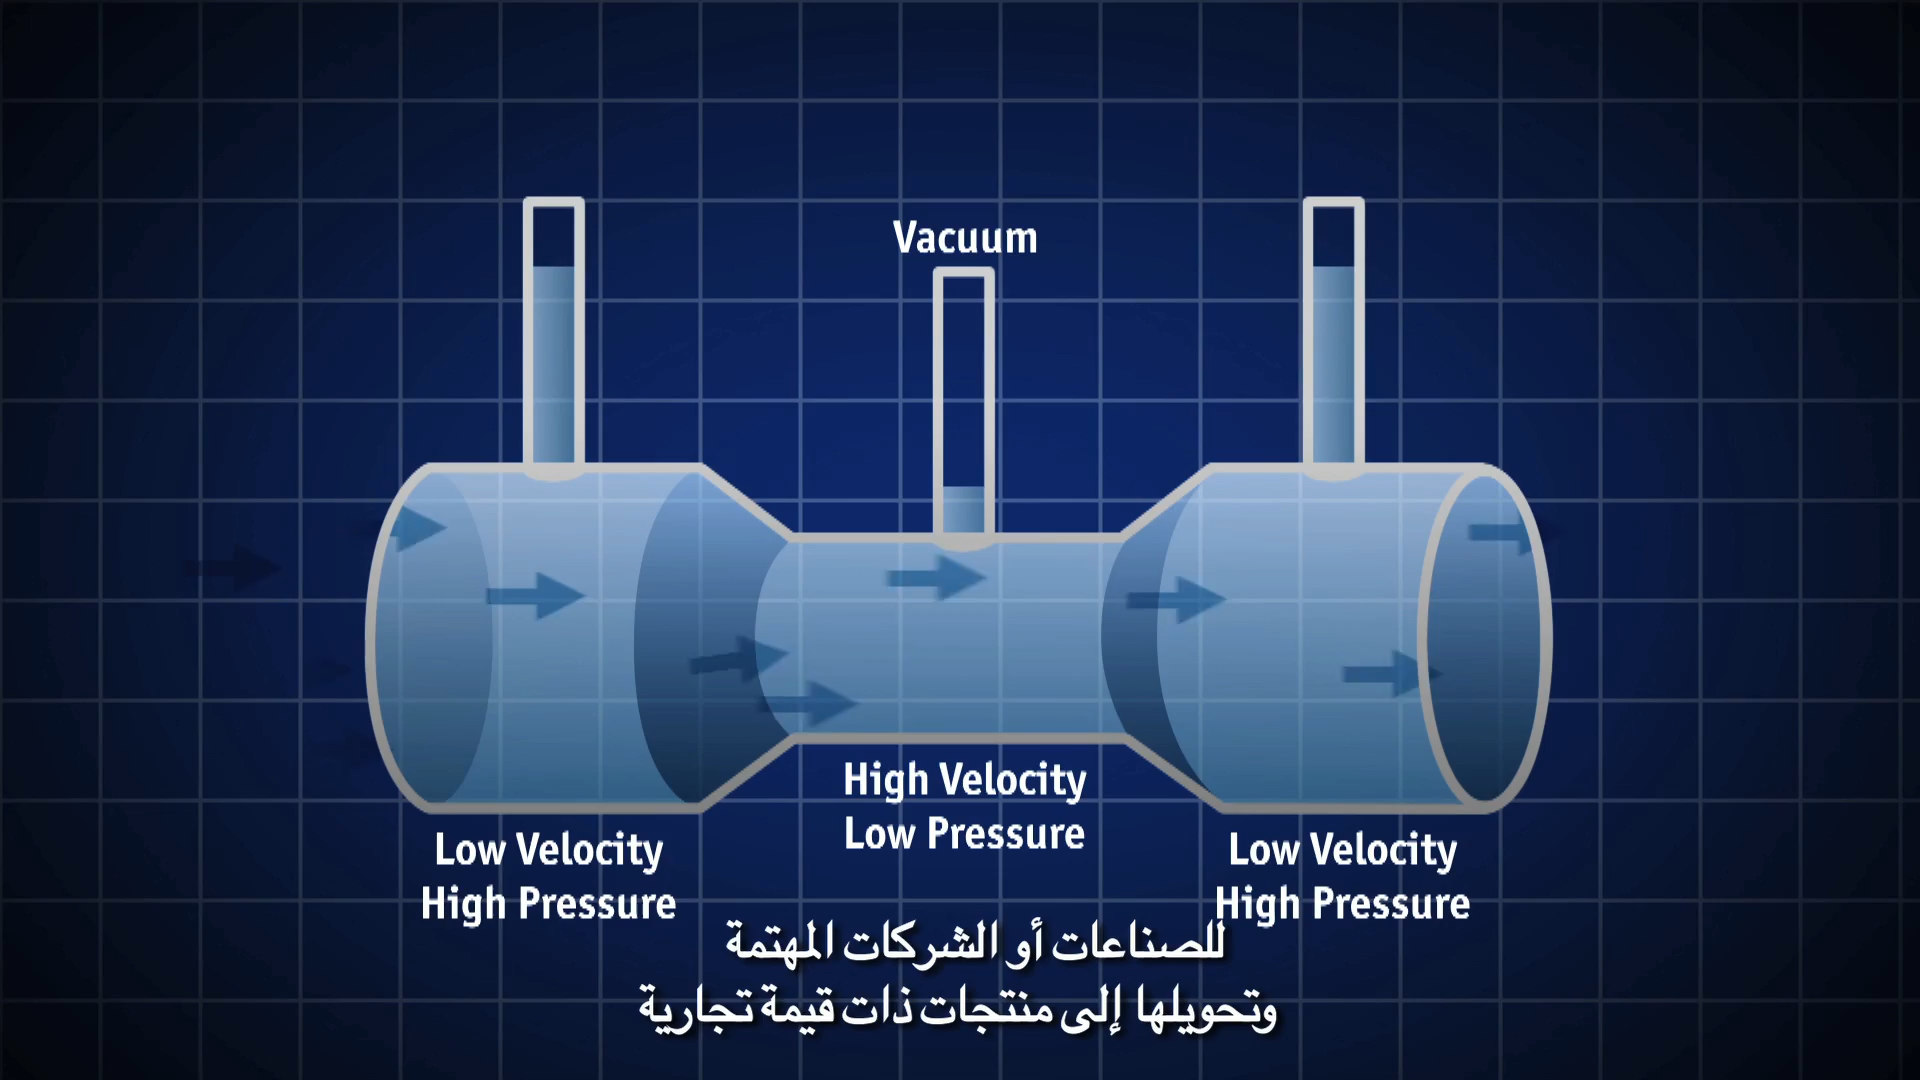 Vacuum
High Velocity
Low Pressure
Low Velocity
High Pressure
Low Velocity
High Pressure
للصناعات أو الشركات المهتمة
وتحويلها إلى منتجات ذات قيمة تجارية